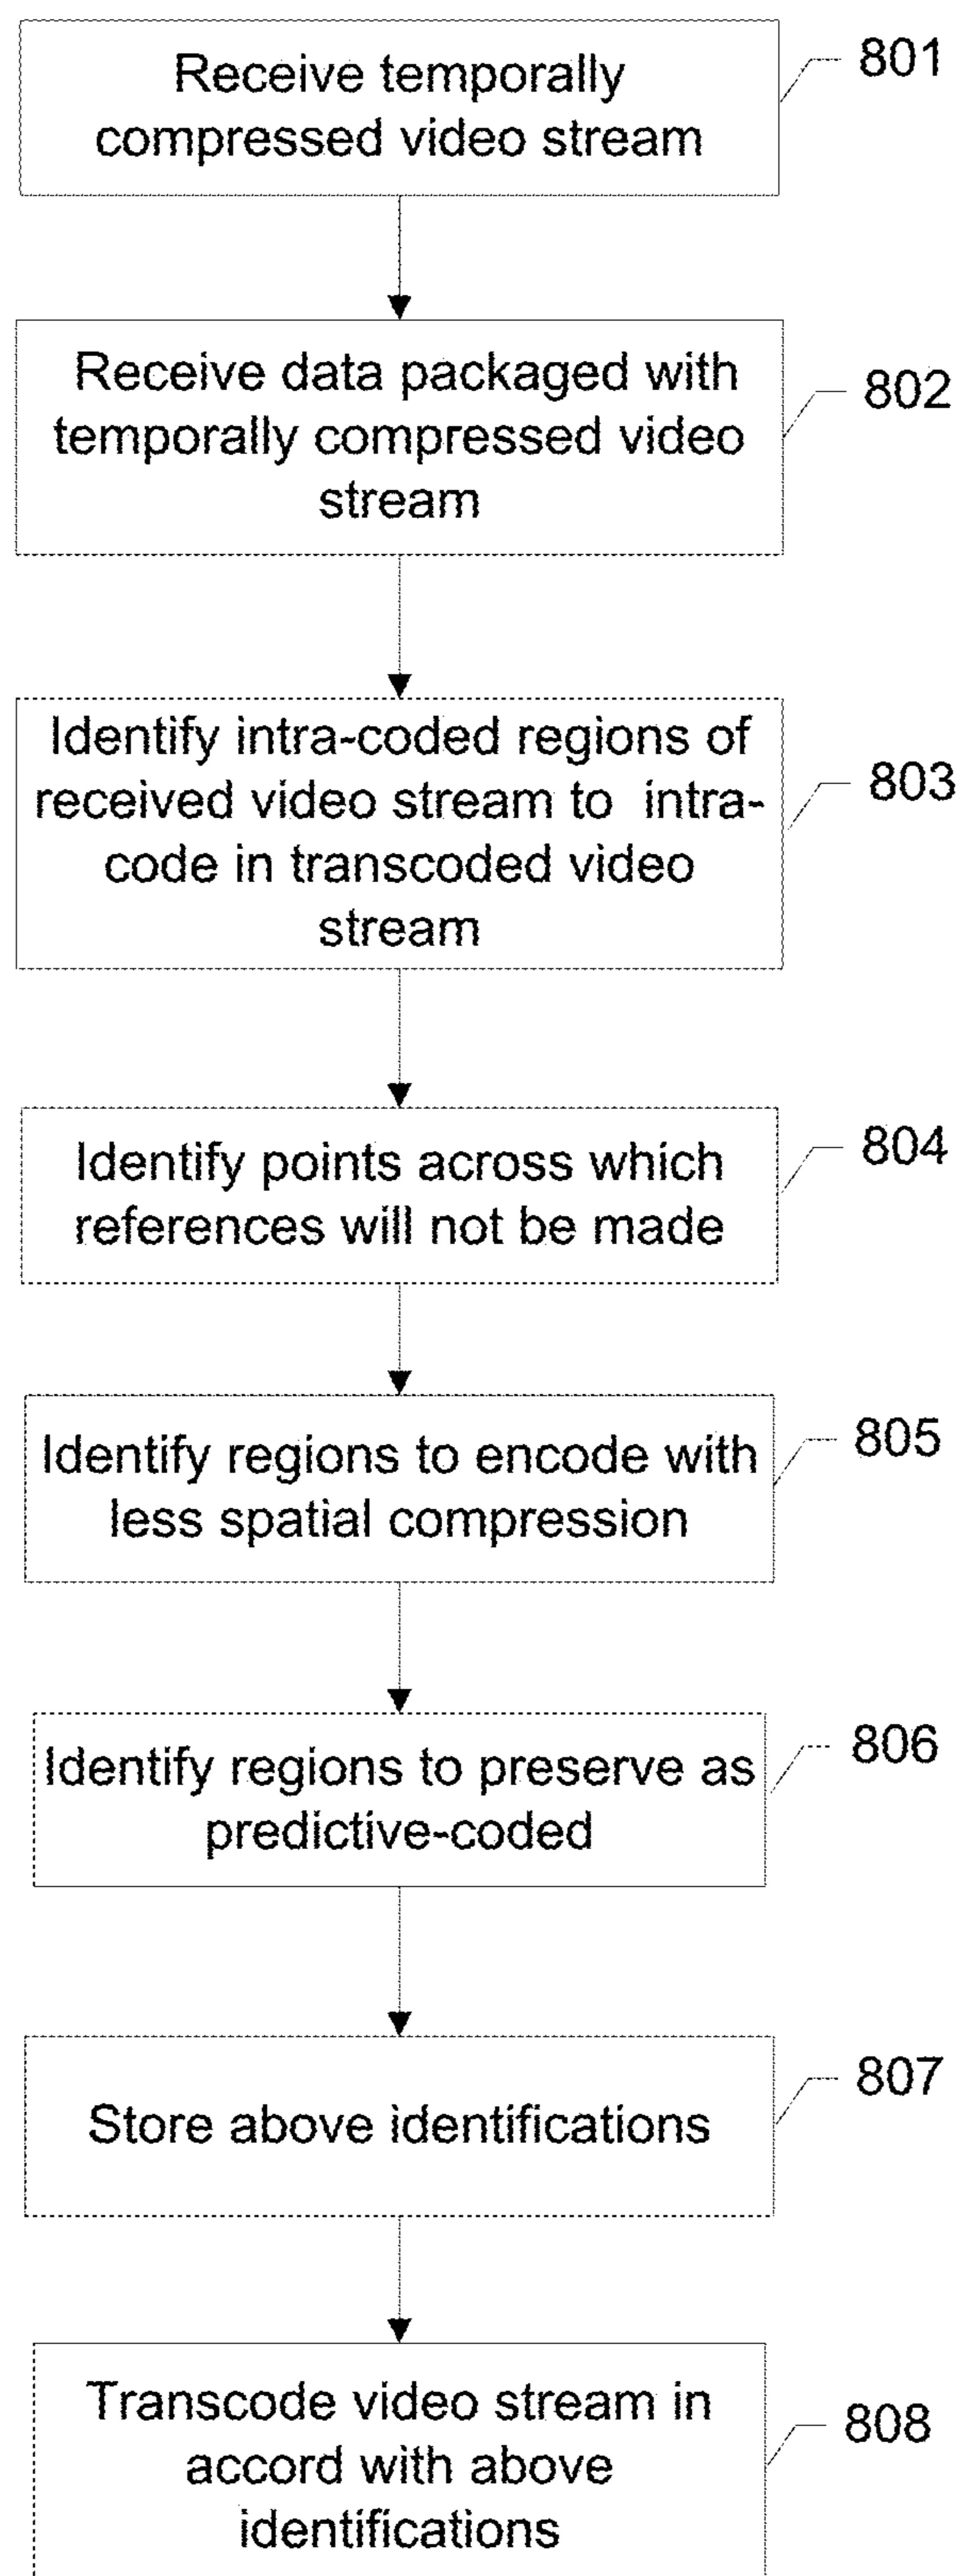 Receive temporally
compressed video stream
801
Receive data packaged with
temporally compressed video
stream
802
Identify intra-coded regions of
received video stream to intra-
code in transcoded video
stream
803
Identify points across which
references will not be made
804
Identify regions to encode with
less spatial compression
805
Identify regions to preserve as
predictive-coded
806
Store above identifications
807
Transcode video stream in
accord with above
identifications
808